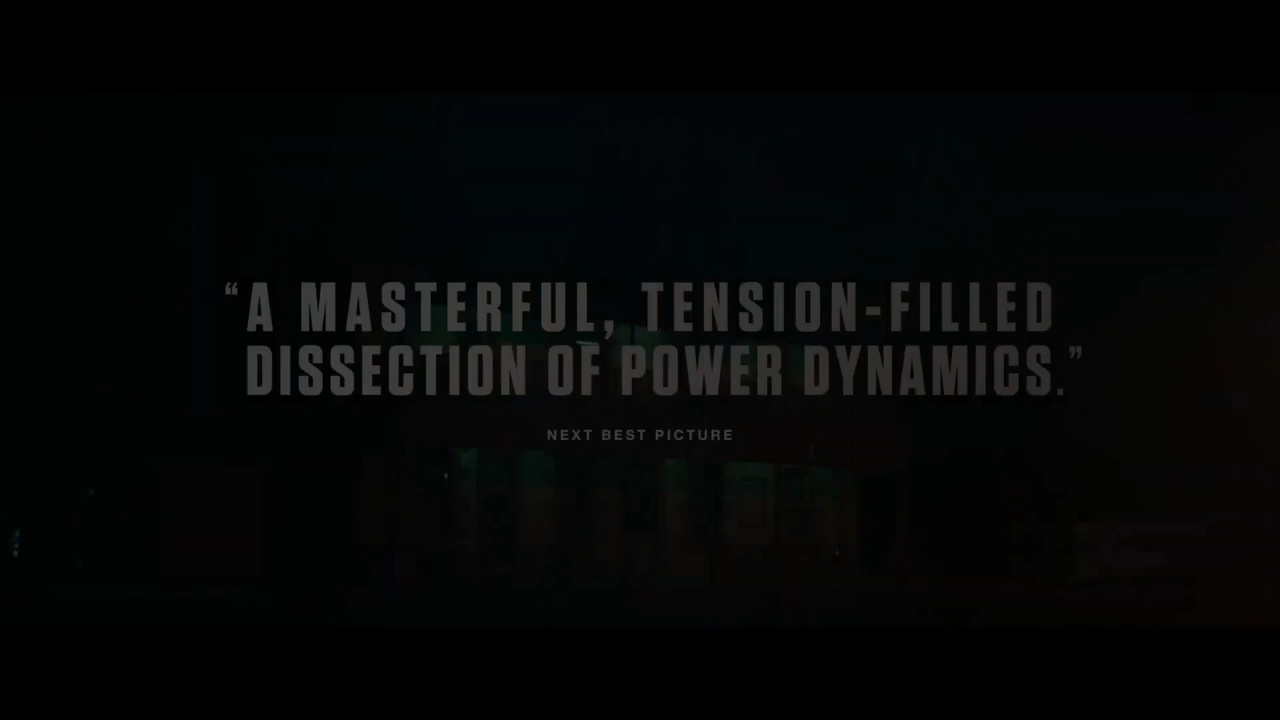 “A MASTERFUL, TENSION-FILLED
DISSECTION OF POWER DYNAMICS.”
NEXT BEST PICTURE